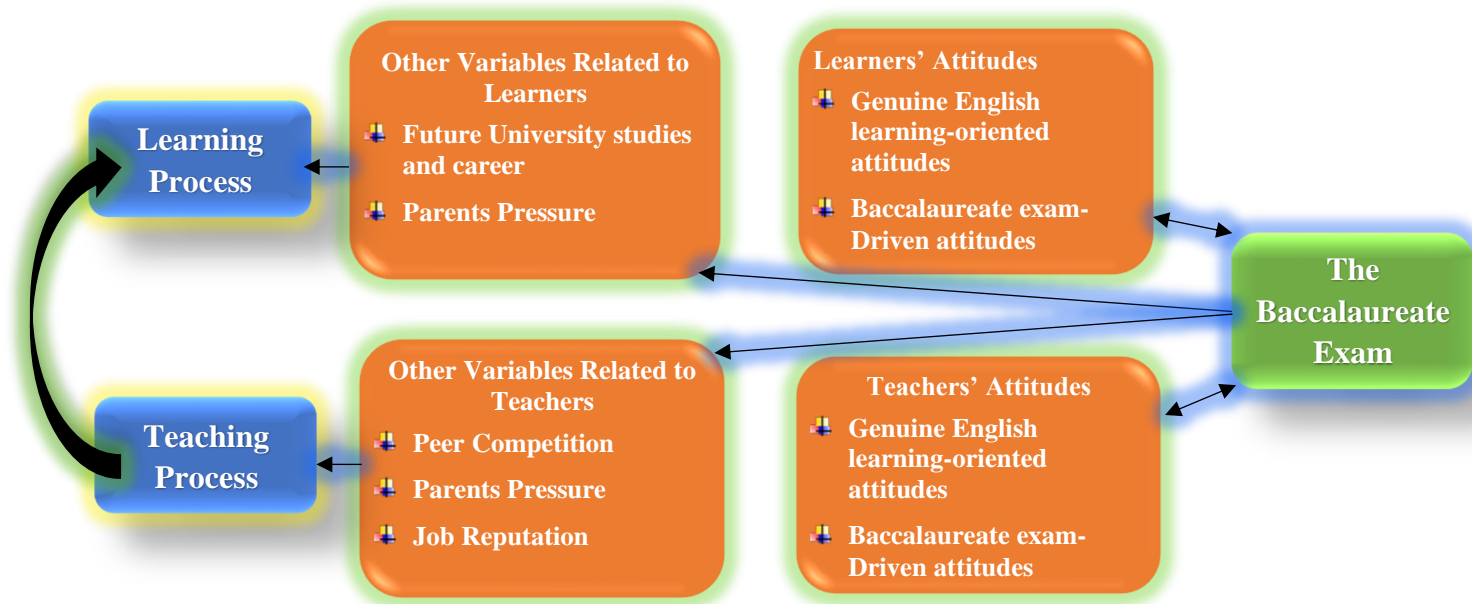 Learning
Process
Other Variables Related to
Learners
Future University studies
and career
Parents Pressure
Learners’ Attitudes
Genuine English
learning-oriented
attitudes
Baccalaureate exam-
Driven attitudes
The
Baccalaureate
Exam
Teaching
Process
Other Variables Related to
Teachers
Peer Competition
Parents Pressure
Job Reputation
Teachers’ Attitudes
Genuine English
learning-oriented
attitudes
Baccalaureate exam-
Driven attitudes